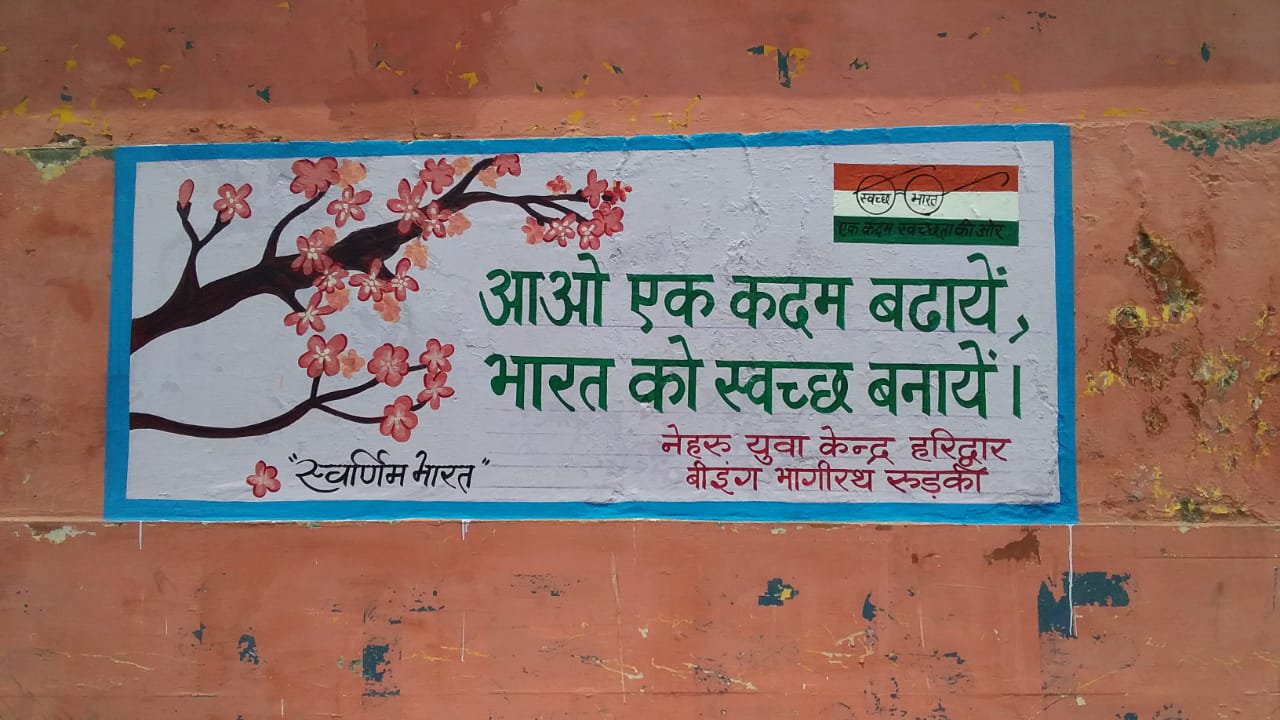 स्वच्छ भारत
एक कदम स्वच्छता की ओर
आओ एक कदम बढायें,
भारत को स्वच्छ बनायें।
नेहरु युवा केन्द्र हरिद्वार
बीइंग भागीरथ रुड़की
"स्वर्णिम भारत"